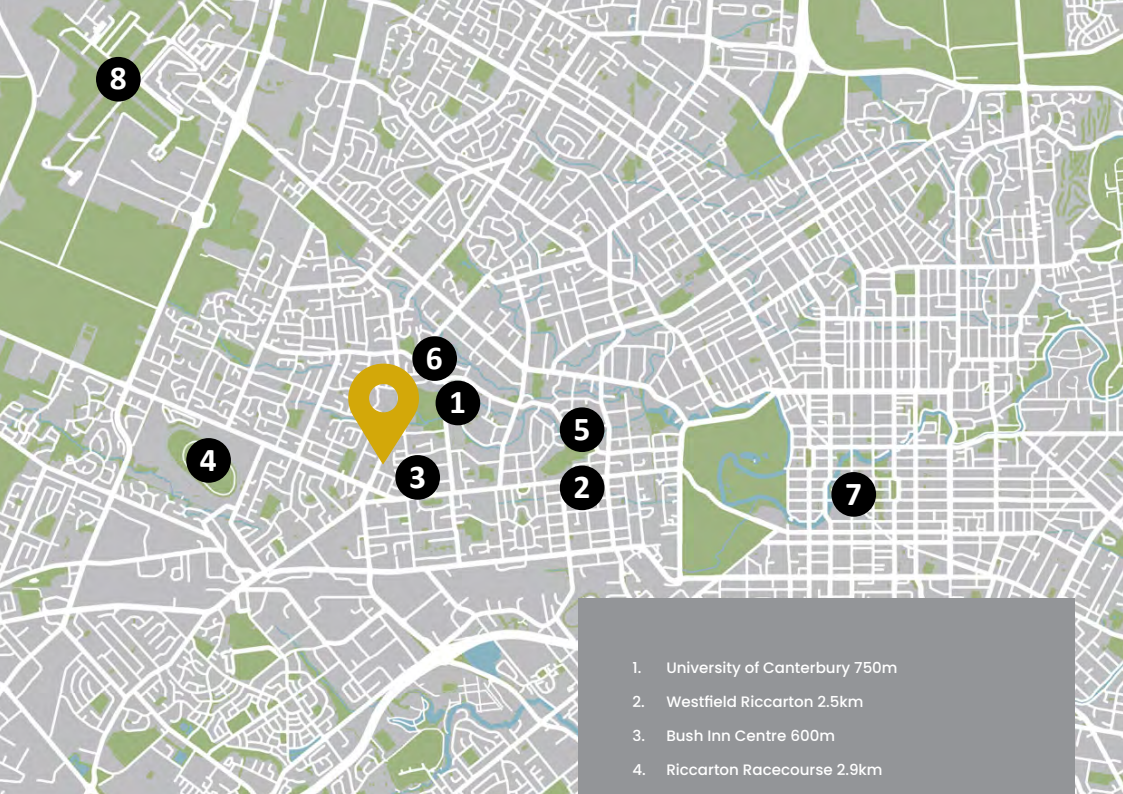 8
6
1
5
4
3
2
7
1. University of Canterbury 750m
2. Westfield Riccarton 2.5km
3. Bush Inn Centre 600m
4. Riccarton Racecourse 2.9km